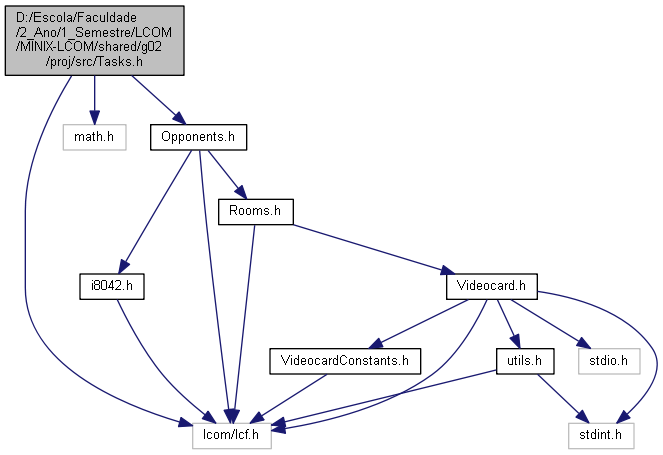 D:/Escola/Faculdade
/2_Ano/1_Semestre/LCOM
/MINIX-LCOM/shared/g02
/proj/src/Tasks.h
math.h
Opponents.h
Rooms.h
i8042.h
Videocard.h
VideocardConstants.h
utils.h
stdio.h
lcom/lcf.h
stdint.h